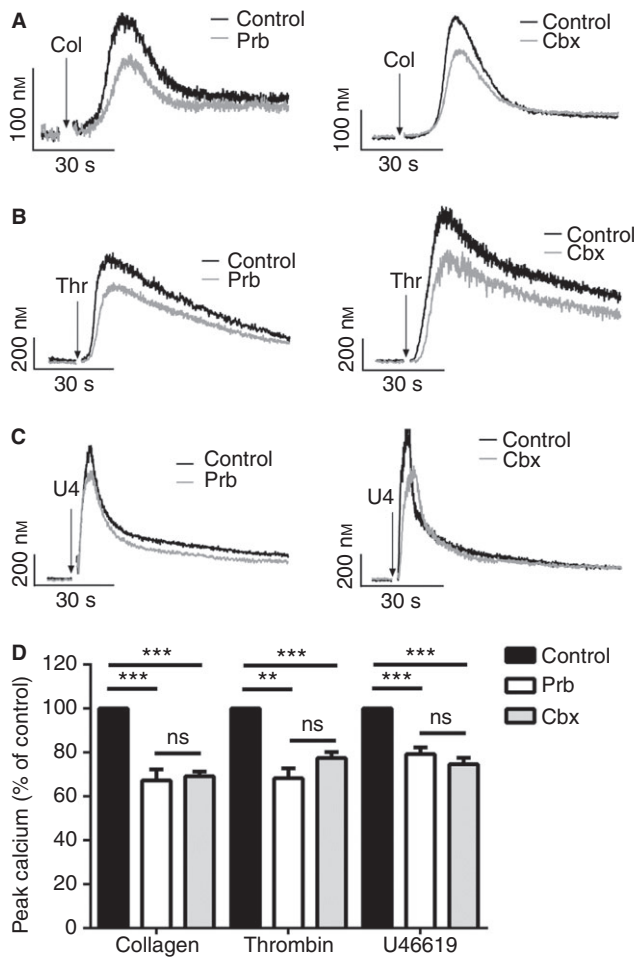 A
Control
Prb
Col
100 nM
30 s
Control
Cbx
Col
100 nM
30 s
B
Control
Prb
Thr
200 nM
30 s
Control
Cbx
Thr
200 nM
30 s
C
Control
Prb
U4
200 nM
30 s
Control
Cbx
U4
200 nM
30 s
D
Peak calcium (% of control)
120
100
80
60
40
20
0
***
***
ns
***
**
ns
***
***
ns
Collagen
Thrombin
U46619
Control
Prb
Cbx